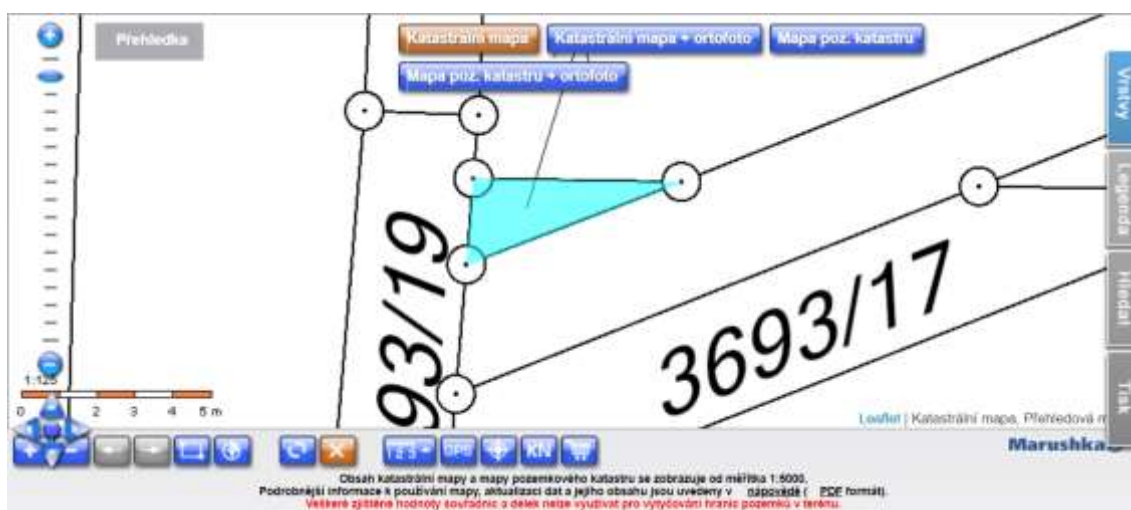 Přehledka
Katastrální mapa
Katastrální mapa + ortofoto
Mapa poz. katastru
Mapa poz. katastru + ortofoto
Vrstvy
Legenda
Hledat
Tisk
93/19
3693/17
1:125
0 2 3 4 5 m
Leaflet | Katastrální mapa, Přehledová m
Marushka
GPS
KN
Obsah katastrální mapy a mapy pozemkového katastru se zobrazuje od měřítka 1:5000.
Podrobnější informace k používání mapy, aktualizaci dat a jejího obsahu jsou uvedeny v nápovědě ( PDF formát).
Veškeré zjištěné hodnoty souřadnic a délek nelze využívat pro vytyčování hranic pozemků v terénu.